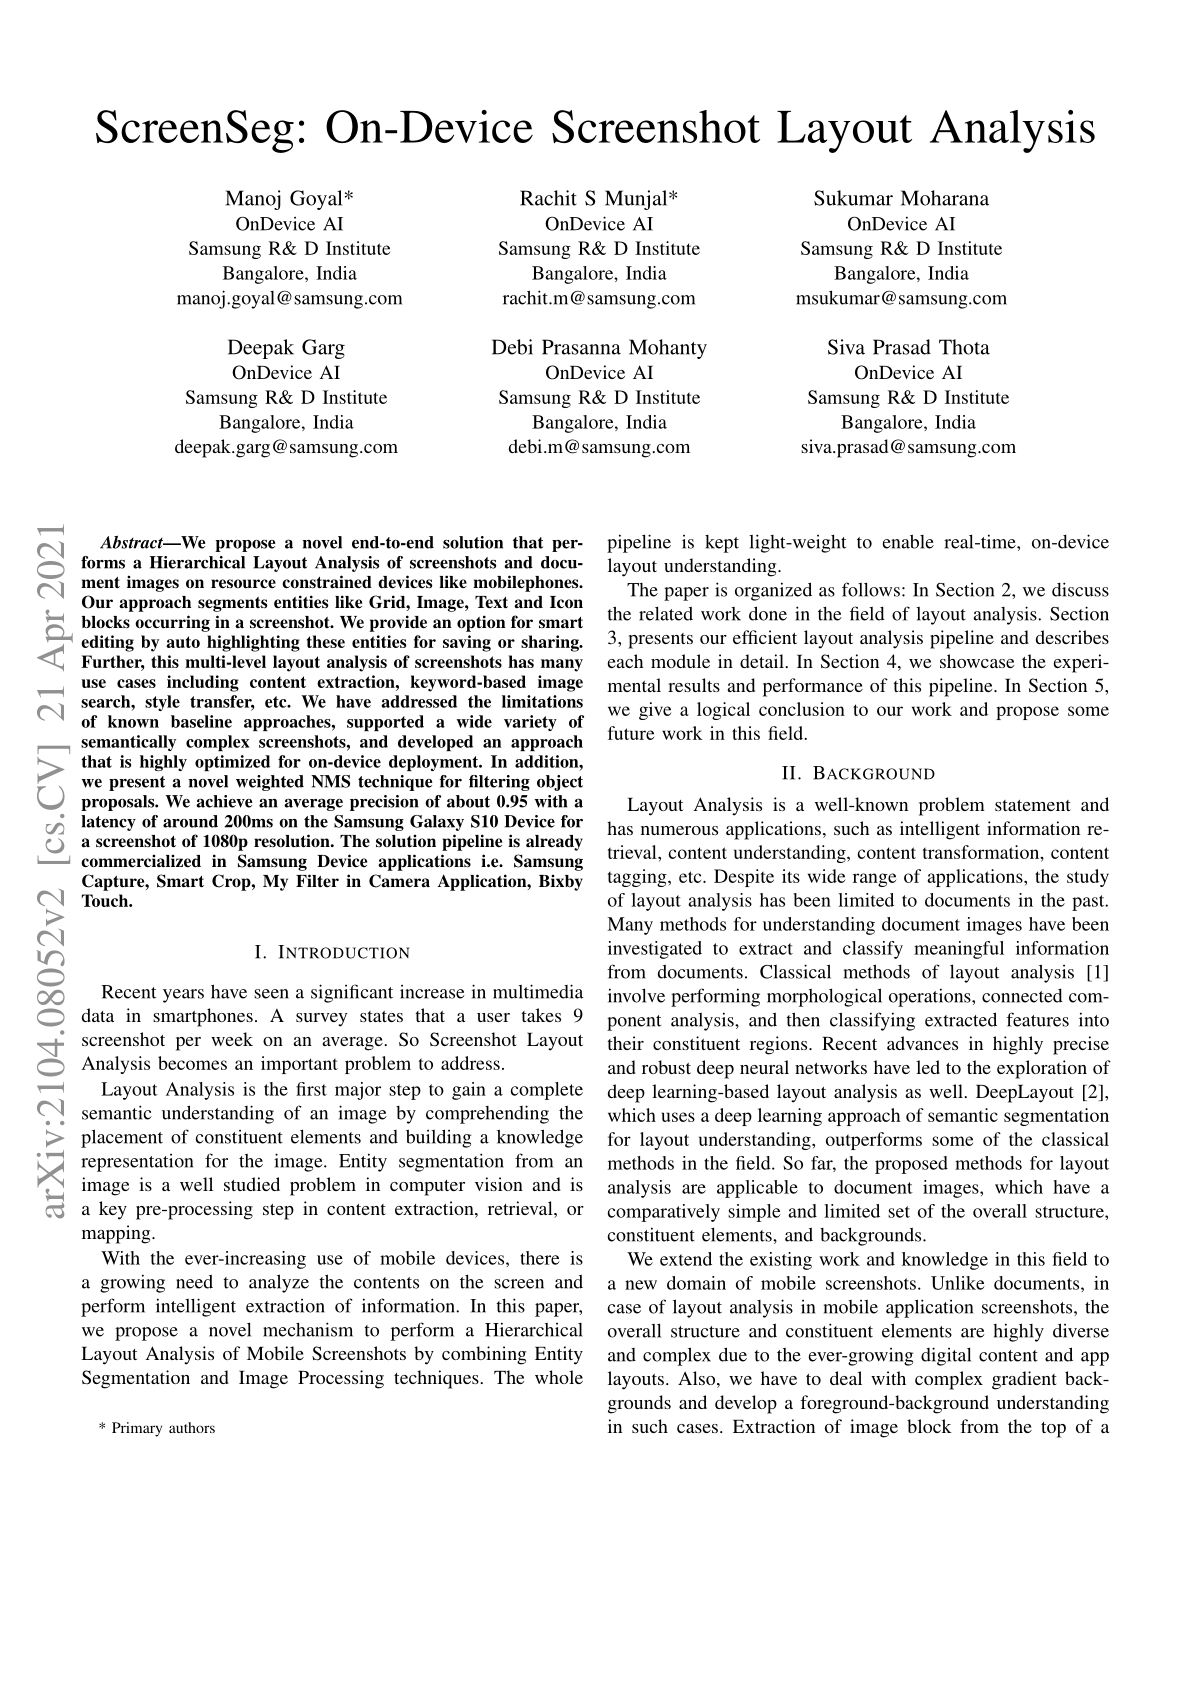 ScreenSeg: On-Device Screenshot Layout Analysis
Manoj Goyal*
OnDevice AI
Samsung R& D Institute
Bangalore, India
manoj.goyal@samsung.com
Rachit S Munjal*
OnDevice AI
Samsung R& D Institute
Bangalore, India
rachit.m@samsung.com
Sukumar Moharana
OnDevice AI
Samsung R& D Institute
Bangalore, India
msukumar@samsung.com
Deepak Garg
OnDevice AI
Samsung R& D Institute
Bangalore, India
deepak.garg@samsung.com
Debi Prasanna Mohanty
OnDevice AI
Samsung R& D Institute
Bangalore, India
debi.m@samsung.com
Siva Prasad Thota
OnDevice AI
Samsung R& D Institute
Bangalore, India
siva.prasad@samsung.com
arXiv:2104.08052v2 [cs.CV] 21 Apr 2021
Abstract—We propose a novel end-to-end solution that per-
forms a Hierarchical Layout Analysis of screenshots and docu-
ment images on resource constrained devices like mobilephones.
Our approach segments entities like Grid, Image, Text and Icon
blocks occurring in a screenshot. We provide an option for smart
editing by auto highlighting these entities for saving or sharing.
Further, this multi-level layout analysis of screenshots has many
use cases including content extraction, keyword-based image
search, style transfer, etc. We have addressed the limitations
of known baseline approaches, supported a wide variety of
semantically complex screenshots, and developed an approach
that is highly optimized for on-device deployment. In addition,
we present a novel weighted NMS technique for filtering object
proposals. We achieve an average precision of about 0.95 with a
latency of around 200ms on the Samsung Galaxy S10 Device for
a screenshot of 1080p resolution. The solution pipeline is already
commercialized in Samsung Device applications i.e. Samsung
Capture, Smart Crop, My Filter in Camera Application, Bixby
Touch.
I. INTRODUCTION
Recent years have seen a significant increase in multimedia
data in smartphones. A survey states that a user takes 9
screenshot per week on an average. So Screenshot Layout
Analysis becomes an important problem to address.
Layout Analysis is the first major step to gain a complete
semantic understanding of an image by comprehending the
placement of constituent elements and building a knowledge
representation for the image. Entity segmentation from an
image is a well studied problem in computer vision and is
a key pre-processing step in content extraction, retrieval, or
mapping.
With the ever-increasing use of mobile devices, there is
a growing need to analyze the contents on the screen and
perform intelligent extraction of information. In this paper,
we propose a novel mechanism to perform a Hierarchical
Layout Analysis of Mobile Screenshots by combining Entity
Segmentation and Image Processing techniques. The whole
* Primary authors
pipeline is kept light-weight to enable real-time, on-device
layout understanding.
The paper is organized as follows: In Section 2, we discuss
the related work done in the field of layout analysis. Section
3, presents our efficient layout analysis pipeline and describes
each module in detail. In Section 4, we showcase the experi-
mental results and performance of this pipeline. In Section 5,
we give a logical conclusion to our work and propose some
future work in this field.
II. BACKGROUND
Layout Analysis is a well-known problem statement and
has numerous applications, such as intelligent information re-
trieval, content understanding, content transformation, content
tagging, etc. Despite its wide range of applications, the study
of layout analysis has been limited to documents in the past.
Many methods for understanding document images have been
investigated to extract and classify meaningful information
from documents. Classical methods of layout analysis [1]
involve performing morphological operations, connected com-
ponent analysis, and then classifying extracted features into
their constituent regions. Recent advances in highly precise
and robust deep neural networks have led to the exploration of
deep learning-based layout analysis as well. DeepLayout [2],
which uses a deep learning approach of semantic segmentation
for layout understanding, outperforms some of the classical
methods in the field. So far, the proposed methods for layout
analysis are applicable to document images, which have a
comparatively simple and limited set of the overall structure,
constituent elements, and backgrounds.
We extend the existing work and knowledge in this field to
a new domain of mobile screenshots. Unlike documents, in
case of layout analysis in mobile application screenshots, the
overall structure and constituent elements are highly diverse
and complex due to the ever-growing digital content and app
layouts. Also, we have to deal with complex gradient back-
grounds and develop a foreground-background understanding
in such cases. Extraction of image block from the top of a